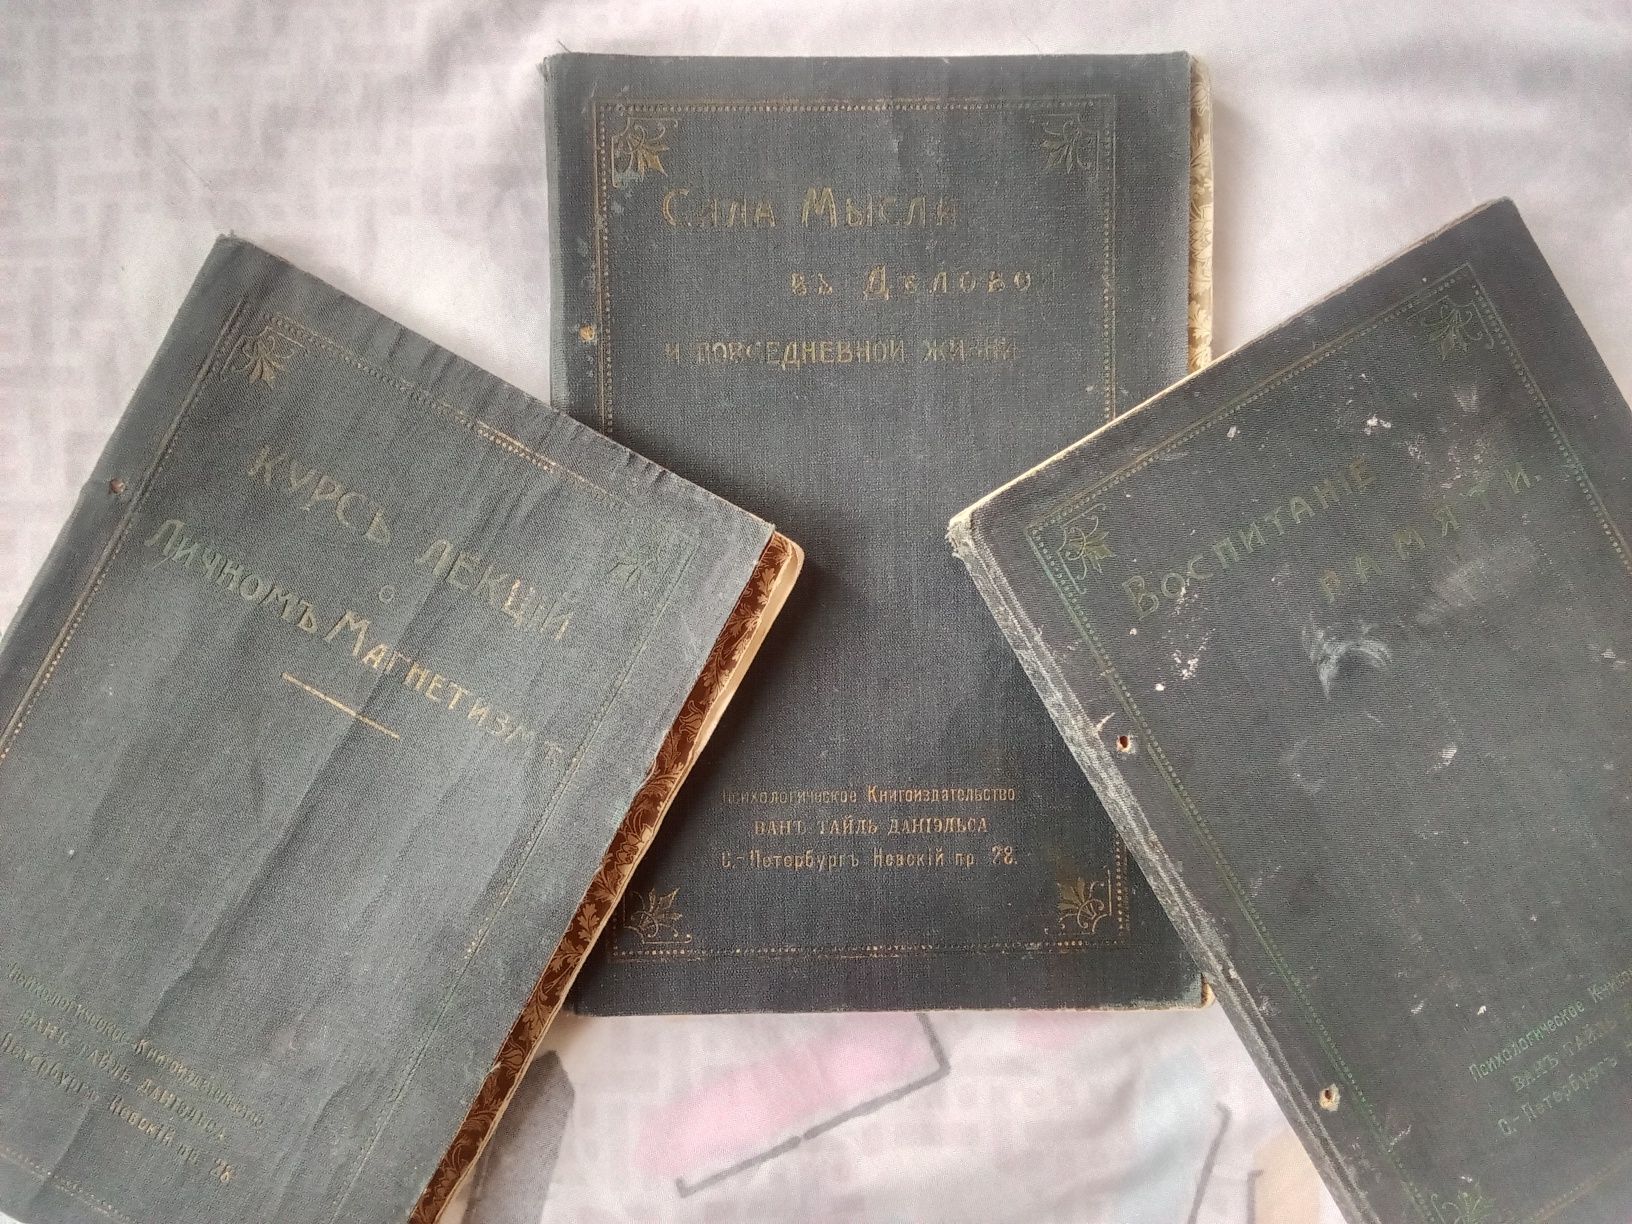 Сила Мысли
въ Дѣловой
и повседневной жизни
Психологическое Книгоиздательство
ВАНЪ ТАЙЛЬ ДАНІЭЛЬСА
С.-Петербургъ Невскій пр 28.
Курсъ лекцій
о
Личномъ Магнетизмѣ
Психологическое Книгоиздательство
ВАНЪ ТАЙЛЬ ДАНІЭЛЬСА
Петербургъ Невскій пр 28
Воспитаніе
памяти.
Психологическое
ВАНЪ ТАЙЛЬ
С.-Петербургъ